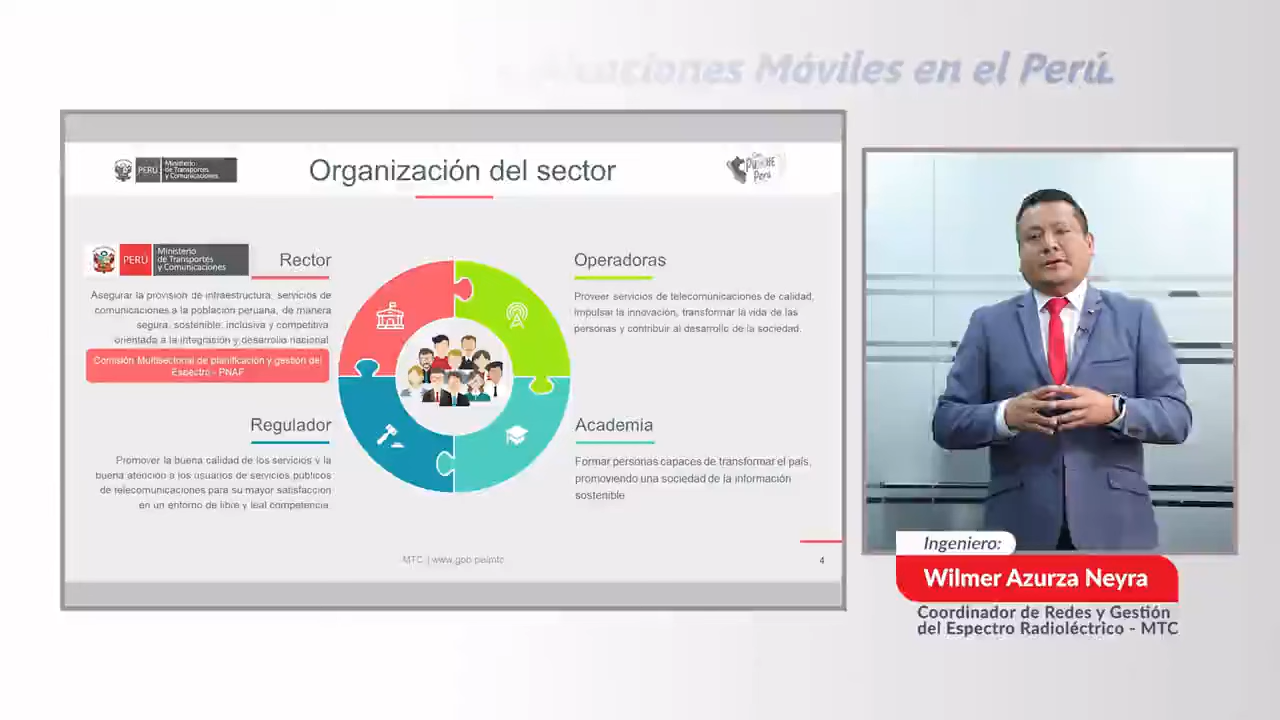 Móviles en el Perú.
PERÚ
Ministerio
de Transportes
y Comunicaciones
Organización del sector
Perú
PERÚ
Ministerio
de Transportes
y Comunicaciones
Rector
Asegurar la provisión de infraestructura, servicios de
comunicaciones a la población peruana, de manera
segura, sostenible, inclusiva y competitiva
orientada a la integración y desarrollo nacional
Comisión Multisectorial de planificación y gestión del
Espectro - PNAF
Operadoras
Proveer servicios de telecomunicaciones de calidad,
impulsar la innovación, transformar la vida de las
personas y contribuir al desarrollo de la sociedad.
Regulador
Promover la buena calidad de los servicios y la
buena atención a los usuarios de servicios públicos
de telecomunicaciones para su mayor satisfacción
en un entorno de libre y leal competencia.
Academia
Formar personas capaces de transformar el país,
promoviendo una sociedad de la información
sostenible
MTC | www.gob.pe/mtc
4
Ingeniero:
Wilmer Azurza Neyra
Coordinador de Redes y Gestión
del Espectro Radioléctrico - MTC